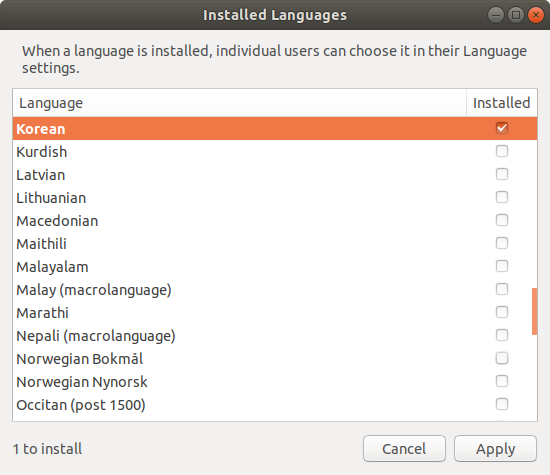 Installed Languages
When a language is installed, individual users can choose it in their Language
settings.
Language Installed
Korean
Kurdish
Latvian
Lithuanian
Macedonian
Maithili
Malayalam
Malay (macrolanguage)
Marathi
Nepali (macrolanguage)
Norwegian Bokmål
Norwegian Nynorsk
Occitan (post 1500)
1 to install Cancel Apply